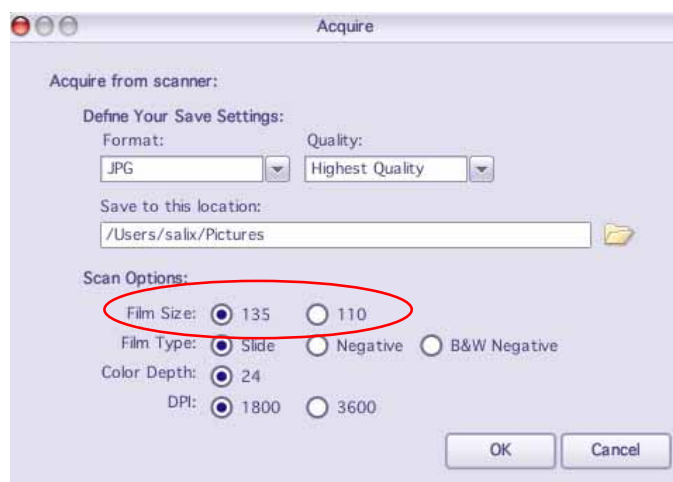 Acquire
Acquire from scanner:
Define Your Save Settings:
Format: Quality:
JPG Highest Quality
Save to this location:
/Users/salix/Pictures
Scan Options:
Film Size: 135 110
Film Type: Slide Negative B&W Negative
Color Depth: 24
DPI: 1800 3600
OK Cancel